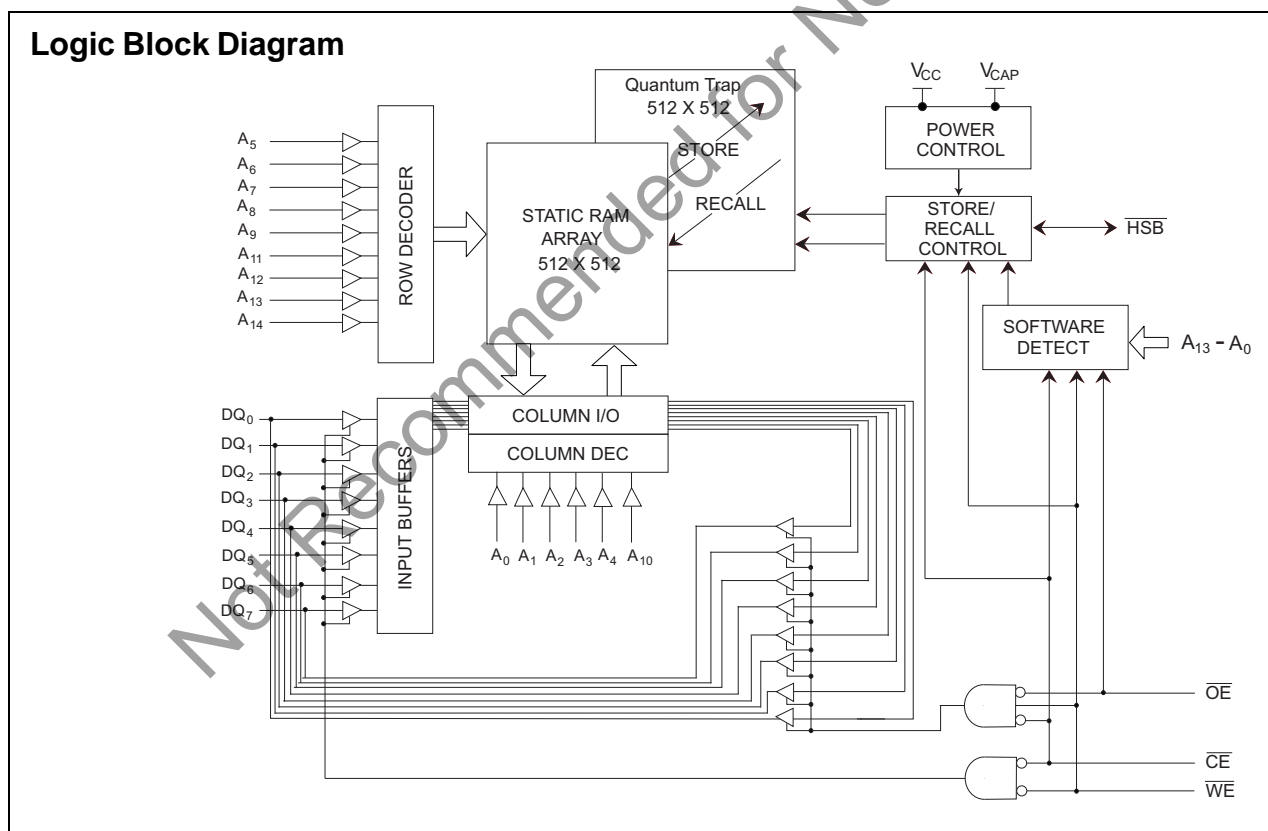 Logic Block Diagram
Not Recommended for N
Quantum Trap
512 X 512
STORE
RECALL
STATIC RAM
ARRAY
512 X 512
V_CC
V_CAP
POWER
CONTROL
STORE/
RECALL
CONTROL
HSB
SOFTWARE
DETECT
A13 - A0
A5
A6
A7
A8
A9
A11
A12
A13
A14
ROW DECODER
COLUMN I/O
COLUMN DEC
A0 A1 A2 A3 A4 A10
DQ0
DQ1
DQ2
DQ3
DQ4
DQ5
DQ6
DQ7
INPUT BUFFERS
OE
CE
WE